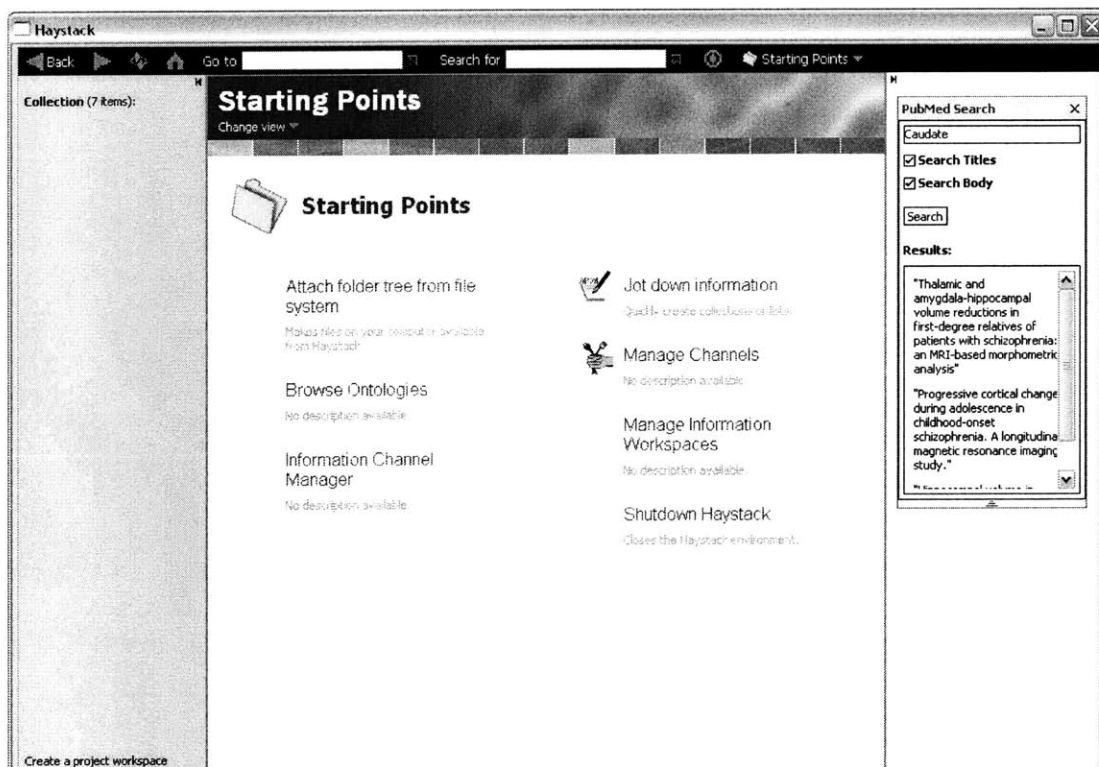 Haystack
Back Go to Search for Starting Points
Collection (7 items):
Create a project workspace
Starting Points
Change view
Starting Points
Attach folder tree from file
system
Makes files on your computer available
from Haystack
Browse Ontologies
No description available
Information Channel
Manager
No description available
Jot down information
Quickly create collections or lists.
Manage Channels
No description available
Manage Information
Workspaces
No description available
Shutdown Haystack
Closes the Haystack environment.
PubMed Search
Caudate
Search Titles
Search Body
Search
Results:
"Thalamic and
amygdala-hippocampal
volume reductions in
first-degree relatives of
patients with schizophrenia:
an MRI-based morphometric
analysis"
"Progressive cortical change
during adolescence in
childhood-onset
schizophrenia. A longitudina
magnetic resonance imaging
study."